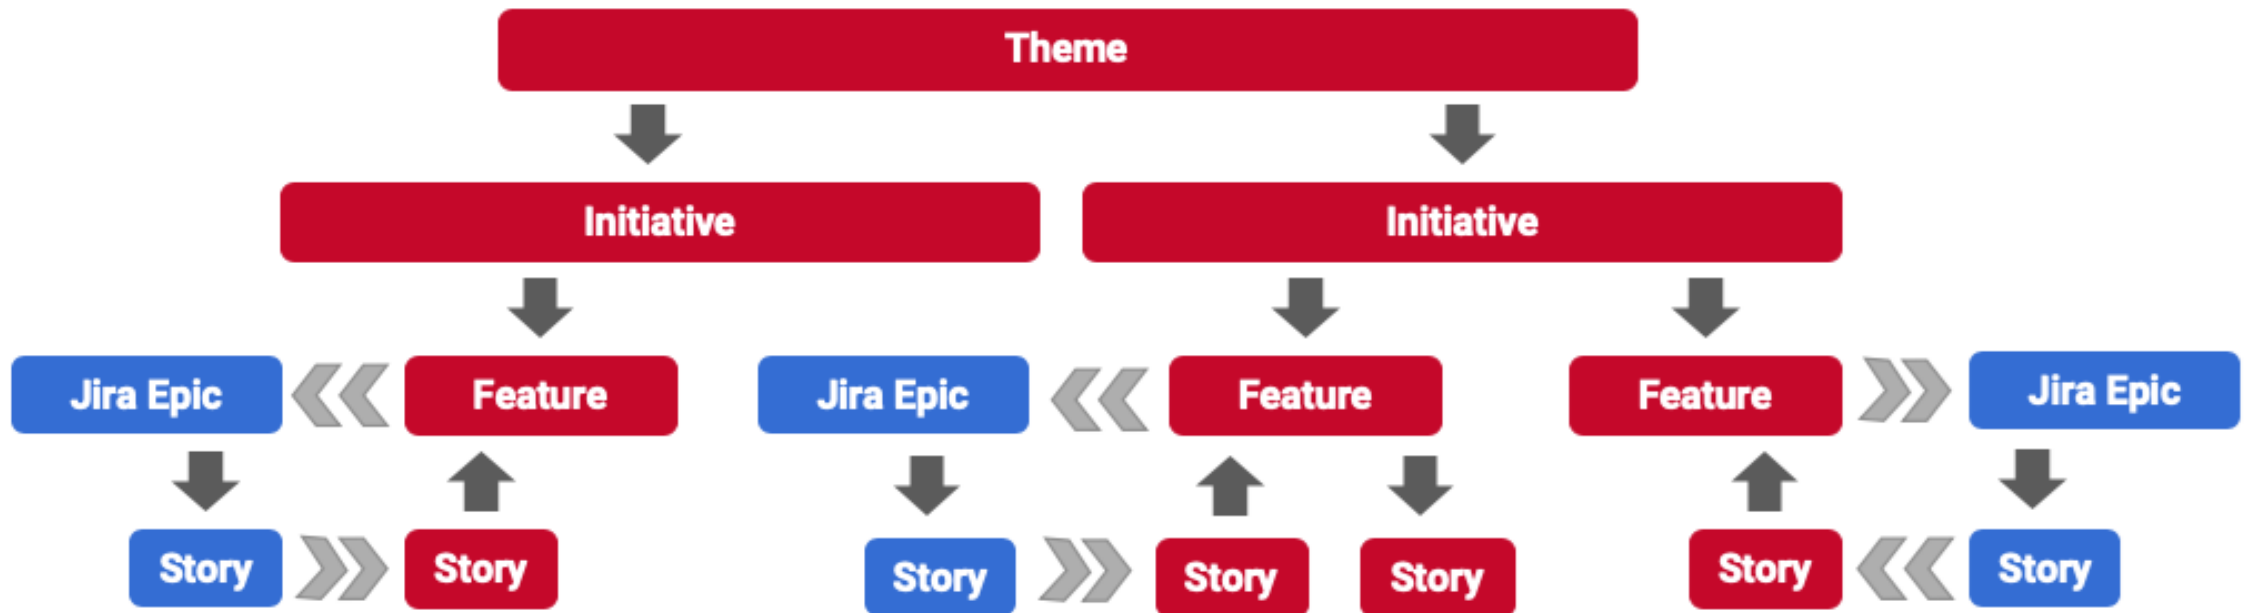 Theme
Initiative
Initiative
Jira Epic
Feature
Jira Epic
Feature
Feature
Jira Epic
Story
Story
Story
Story
Story
Story
Story